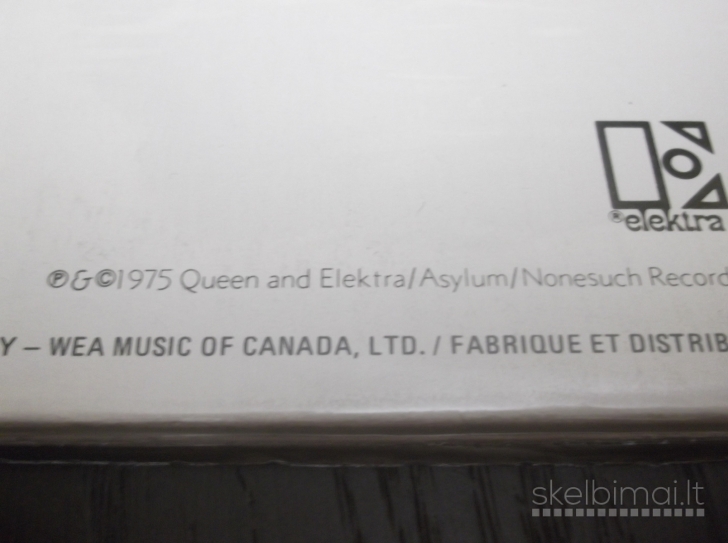 ®elektra
℗&©1975 Queen and Elektra/Asylum/Nonesuch Record
Y – WEA MUSIC OF CANADA, LTD. / FABRIQUE ET DISTRIB
skelbimai.lt